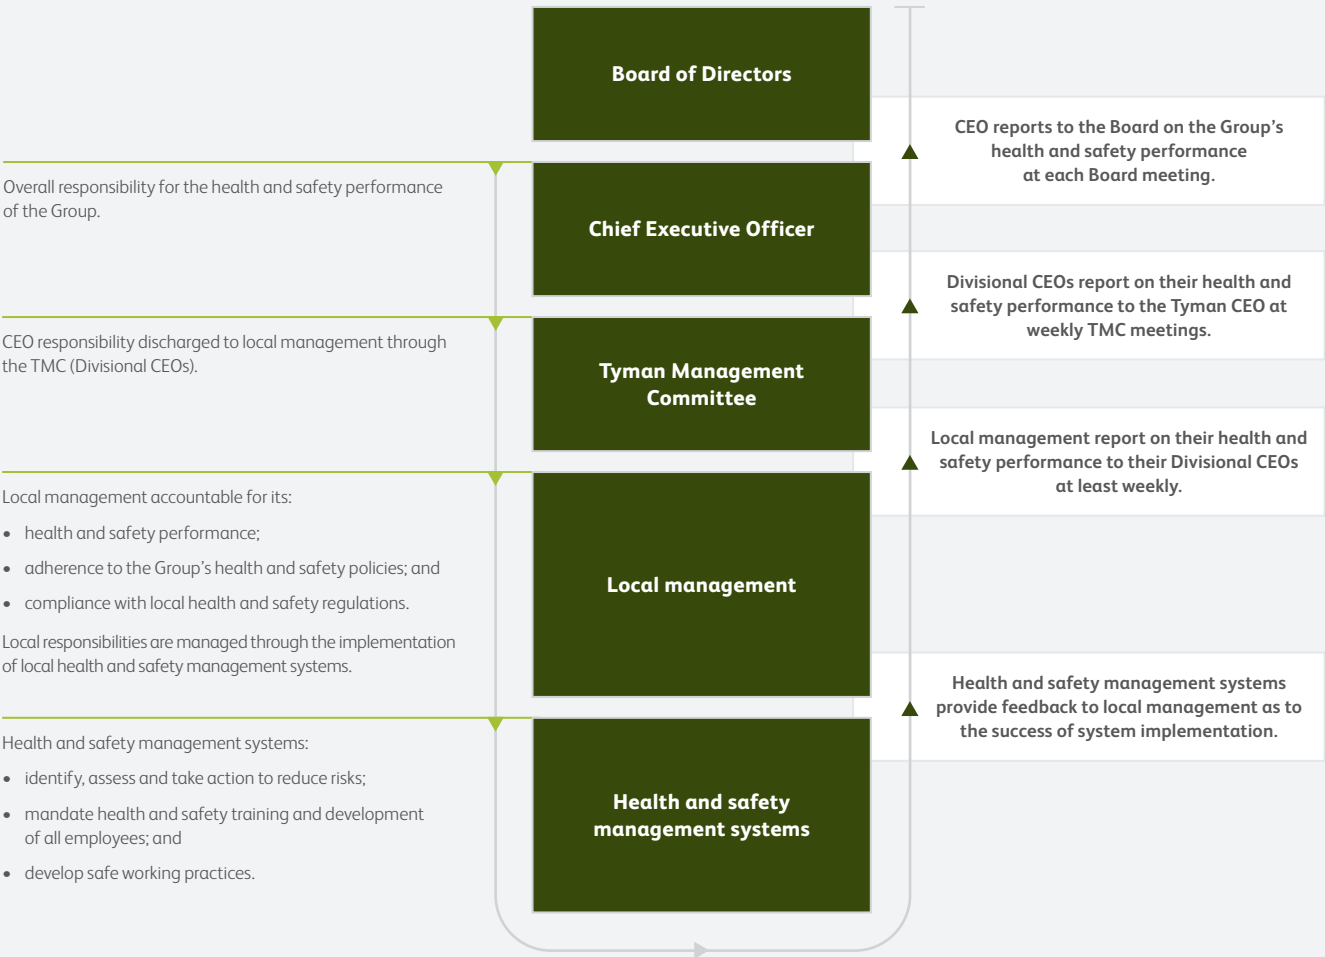 Board of Directors
CEO reports to the Board on the Group's
health and safety performance
at each Board meeting.
Overall responsibility for the health and safety performance
of the Group.
Chief Executive Officer
Divisional CEOs report on their health and
safety performance to the Tyman CEO at
weekly TMC meetings.
CEO responsibility discharged to local management through
the TMC (Divisional CEOs).
Tyman Management
Committee
Local management report on their health and
safety performance to their Divisional CEOs
at least weekly.
Local management accountable for its:
• health and safety performance;
• adherence to the Group's health and safety policies; and
• compliance with local health and safety regulations.
Local responsibilities are managed through the implementation
of local health and safety management systems.
Local management
Health and safety management systems
provide feedback to local management as to
the success of system implementation.
Health and safety management systems:
• identify, assess and take action to reduce risks;
• mandate health and safety training and development
of all employees; and
• develop safe working practices.
Health and safety
management systems